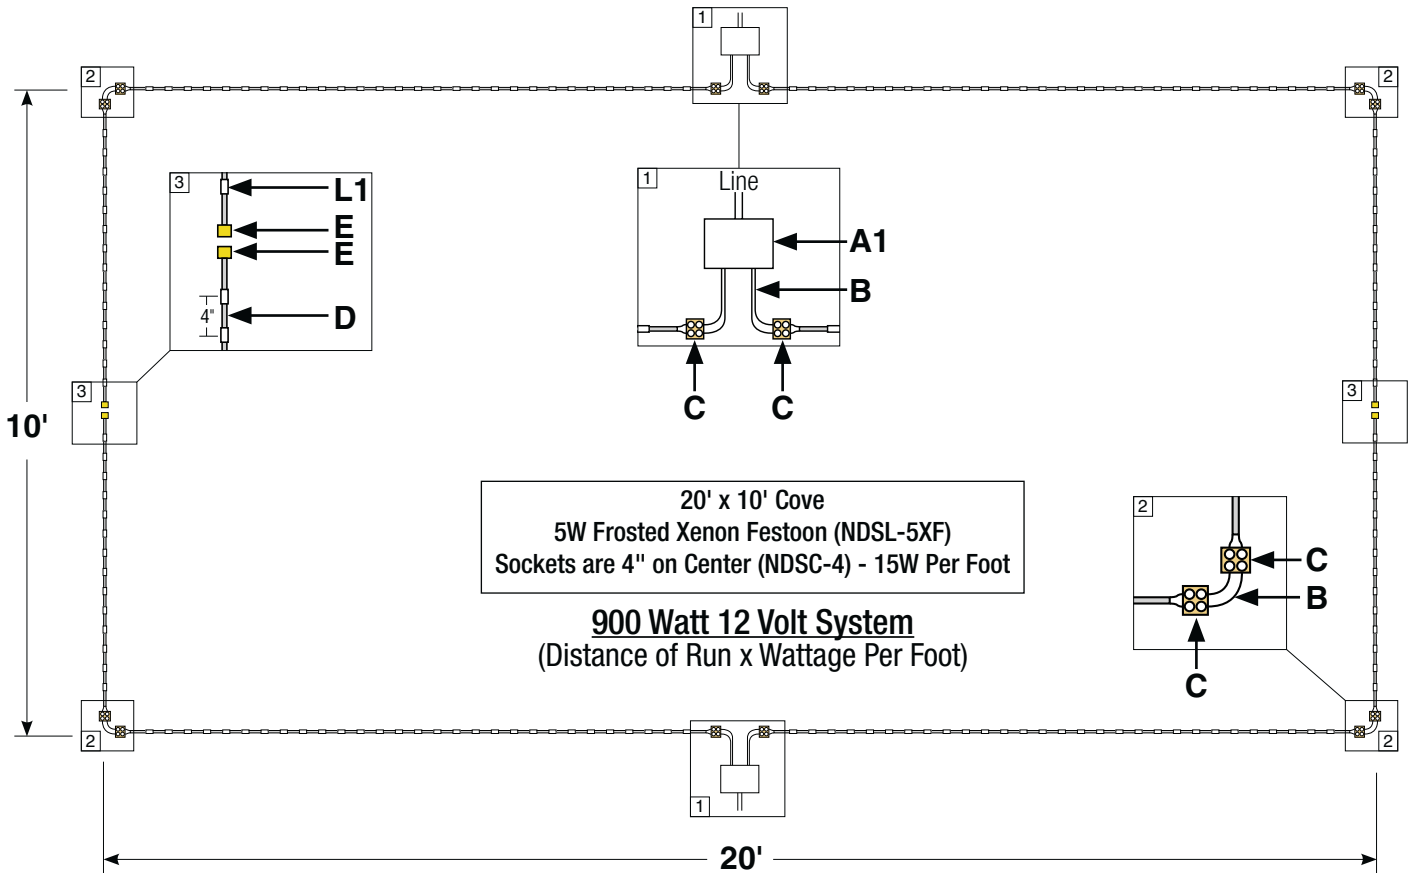 1
2
2
3
L1
E
E
4"
D
1
Line
A1
B
C
C
3
3
10'
20' x 10' Cove
5W Frosted Xenon Festoon (NDSL-5XF)
Sockets are 4" on Center (NDSC-4) - 15W Per Foot
900 Watt 12 Volt System
(Distance of Run x Wattage Per Foot)
2
C
B
C
2
1
2
20'